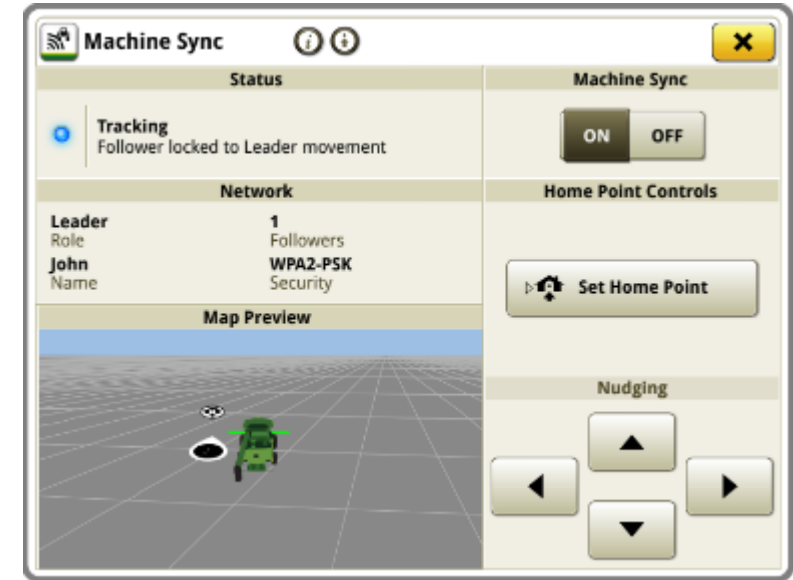 Machine Sync
Status
Tracking
Follower locked to Leader movement
Network
Leader
Role
1
Followers
John
Name
WPA2-PSK
Security
Map Preview
Machine Sync
ON OFF
Home Point Controls
Set Home Point
Nudging